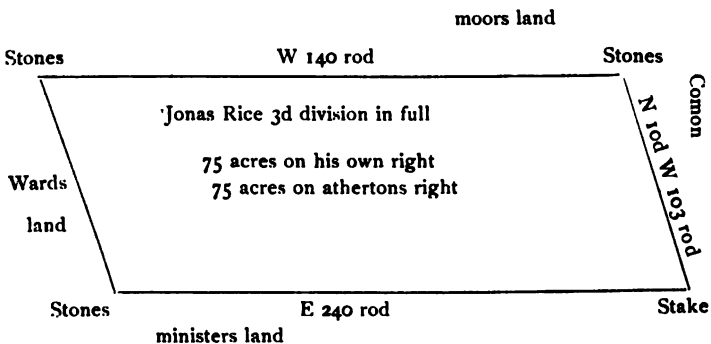 moors land
Stones W 140 rod Stones
Comon
'Jonas Rice 3d division in full
N 10d W 103 rod
75 acres on his own right
75 acres on athertons right
Wards
land
Stones E 240 rod Stake
ministers land